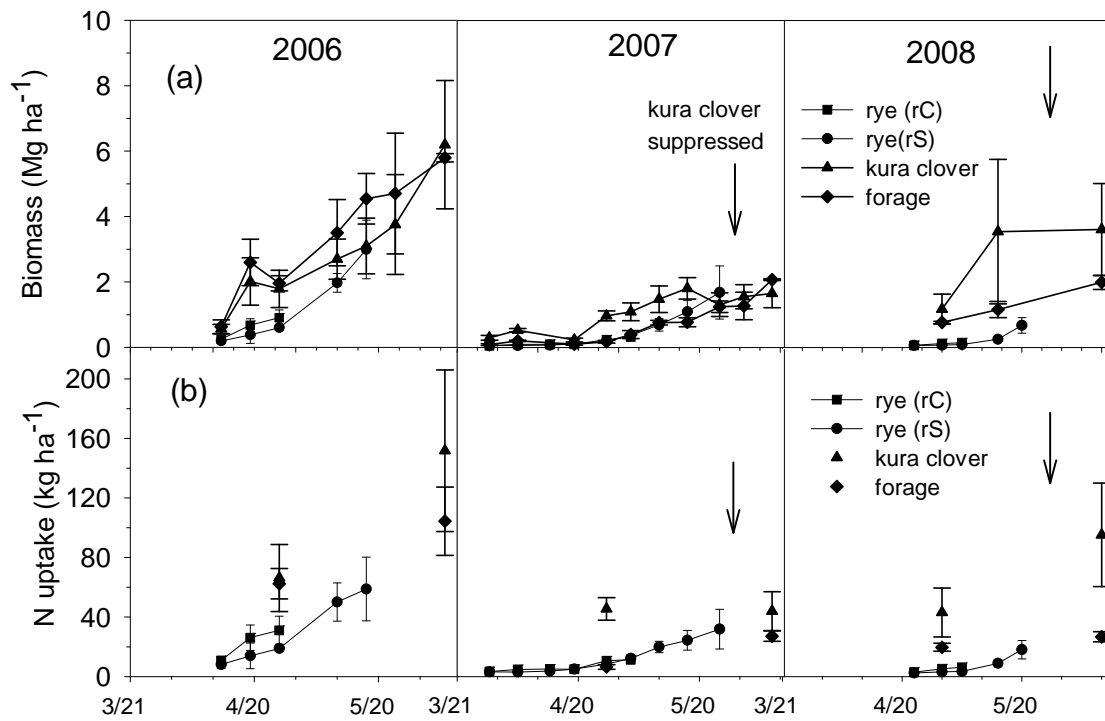 2006
2007
2008
(a)
10
8
6
4
2
0
Biomass (Mg ha⁻¹)
kura clover
suppressed
rye (rC)
rye(rS)
kura clover
forage
(b)
200
160
120
80
40
0
N uptake (kg ha⁻¹)
rye (rC)
rye (rS)
kura clover
forage
3/21 4/20 5/20 3/21 4/20 5/20 3/21 4/20 5/20